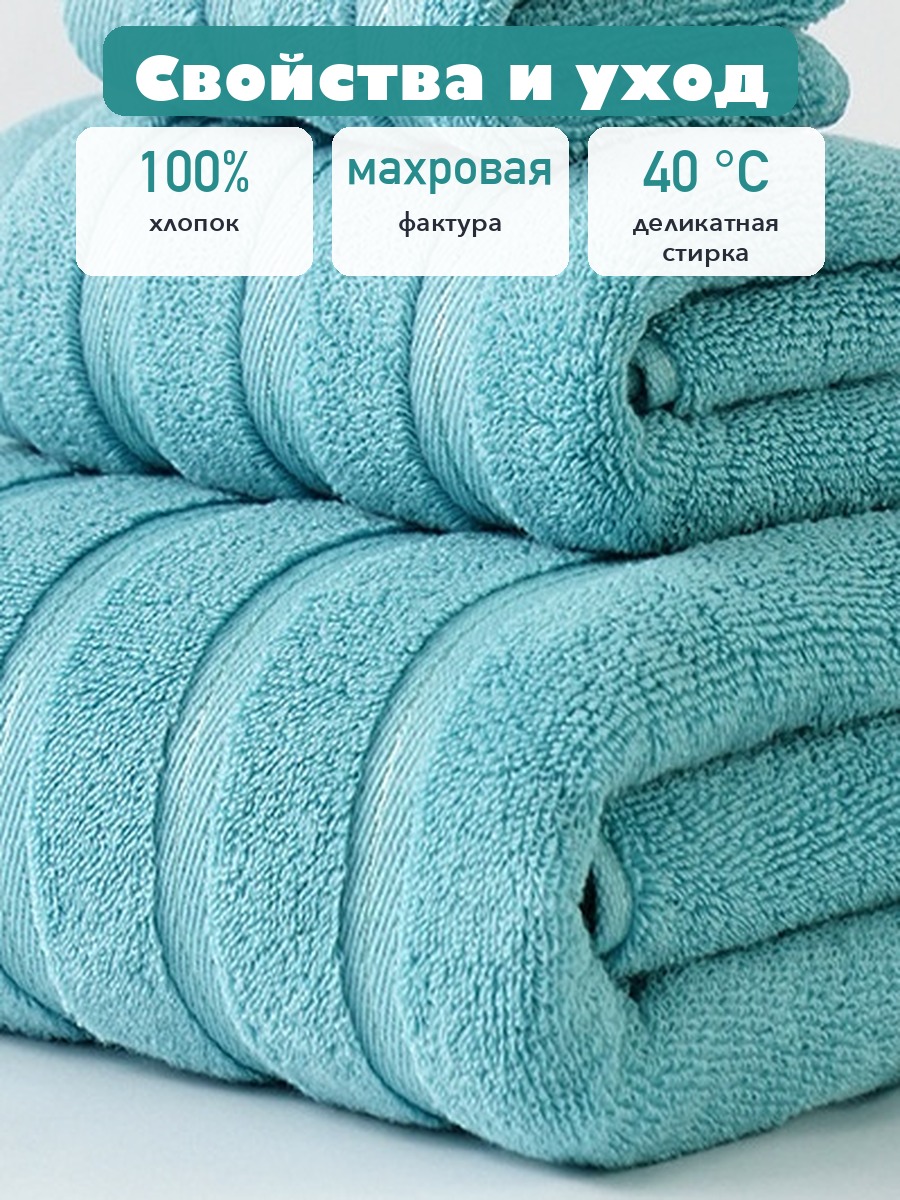 Свойства и уход
100%
хлопок
махровая
фактура
40 °C
деликатная
стирка